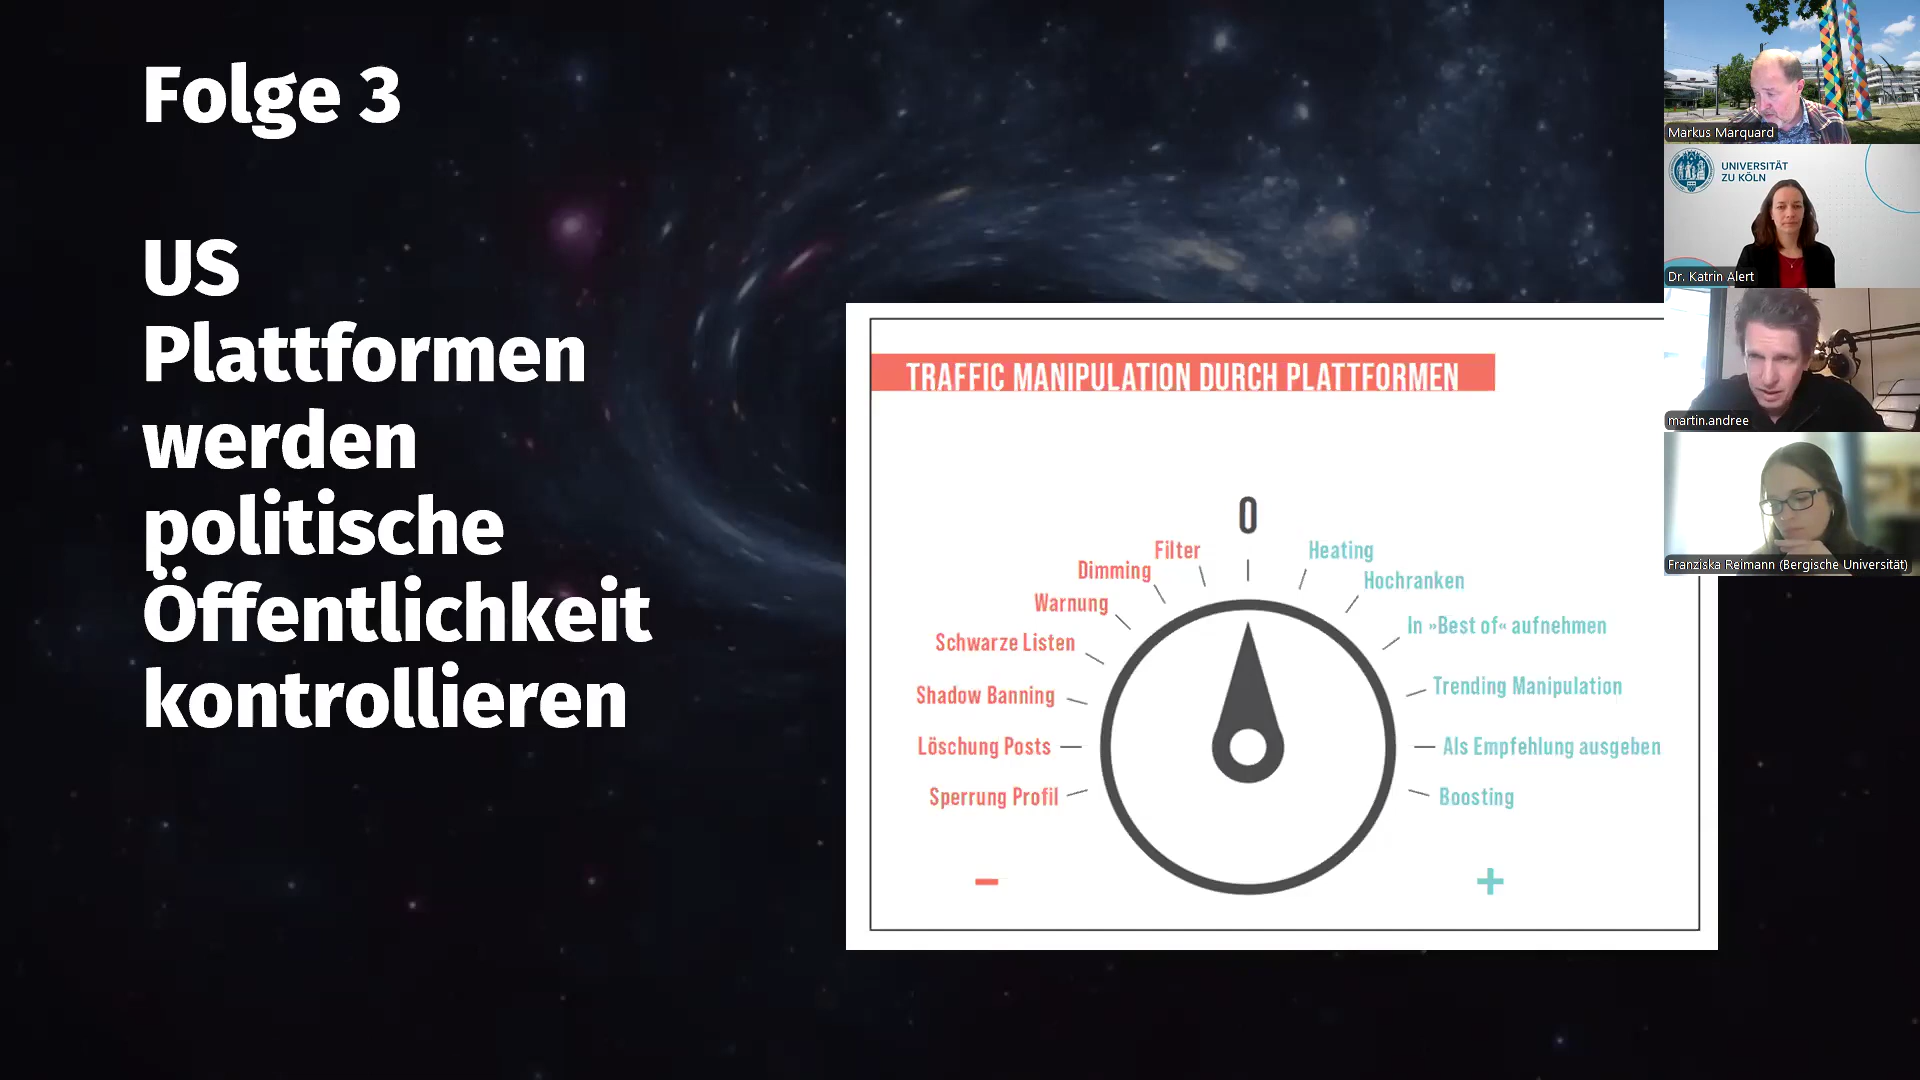 Folge 3
US
Plattformen
werden
politische
Öffentlichkeit
kontrollieren
TRAFFIC MANIPULATION DURCH PLATTFORMEN
0
Filter
Dimming
Warnung
Schwarze Listen
Shadow Banning
Löschung Posts
Sperrung Profil
Heating
Hochranken
In »Best of« aufnehmen
Trending Manipulation
Als Empfehlung ausgeben
Boosting
−
+
Markus Marquard
UNIVERSITÄT
ZU KÖLN
Dr. Katrin Alert
martin.andree
Franziska Reimann (Bergische Universität)